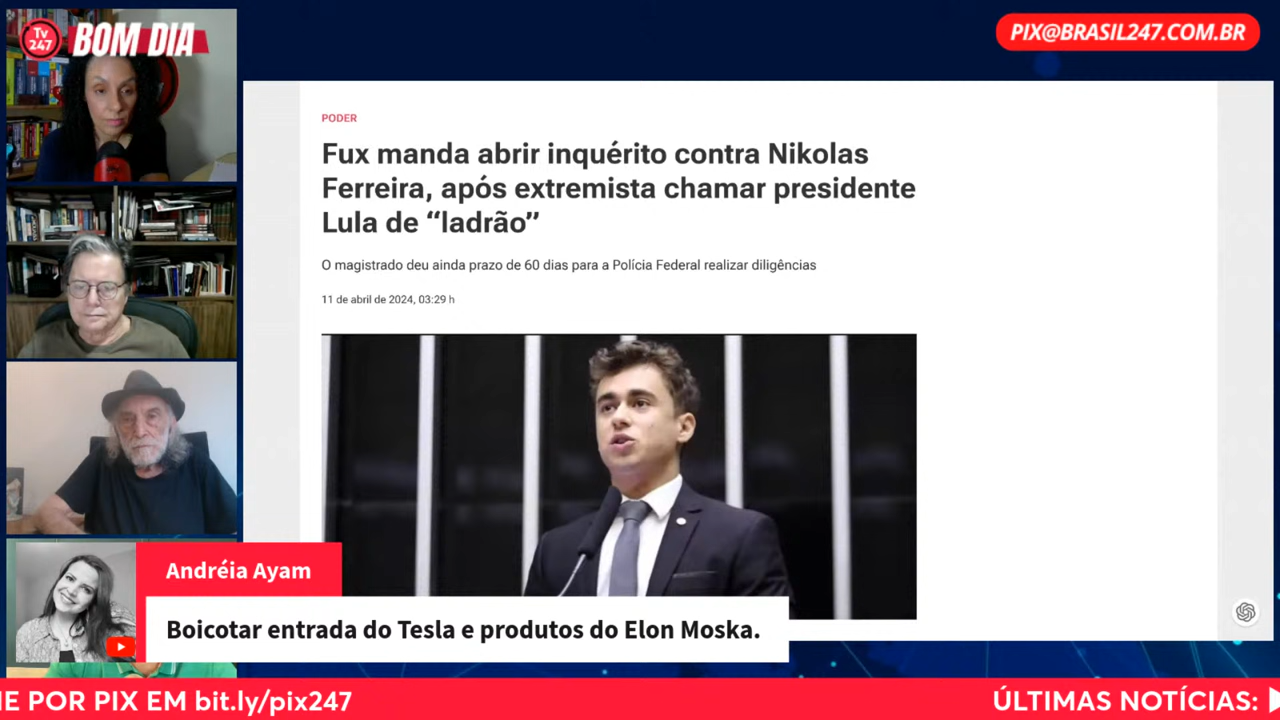 Tv 247
BOM DIA
PIX@BRASIL247.COM.BR
PODER
Fux manda abrir inquérito contra Nikolas
Ferreira, após extremista chamar presidente
Lula de “ladrão”
O magistrado deu ainda prazo de 60 dias para a Polícia Federal realizar diligências
11 de abril de 2024, 03:29 h
Andréia Ayam
Boicotar entrada do Tesla e produtos do Elon Moska.
E POR PIX EM bit.ly/pix247
ÚLTIMAS NOTÍCIAS: